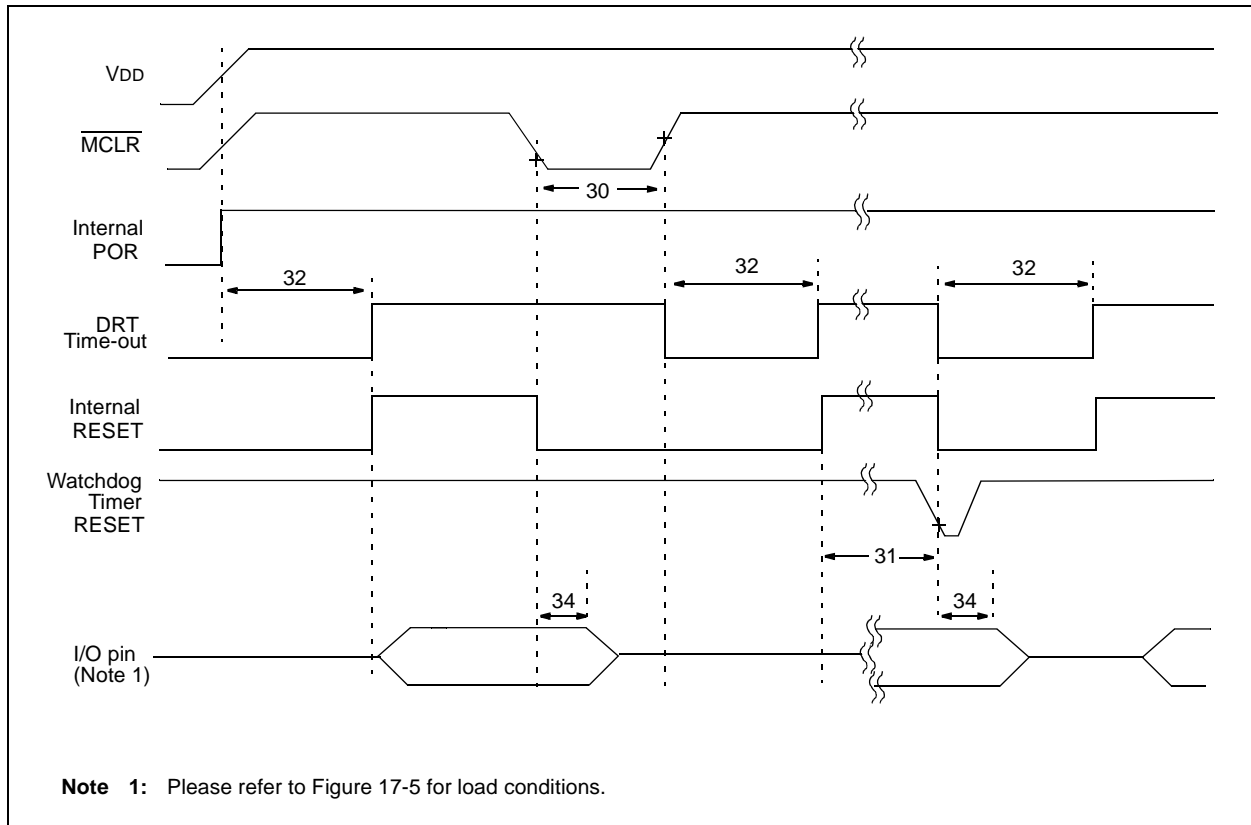 VDD
MCLR
30
Internal
POR
32
32
32
DRT
Time-out
Internal
RESET
Watchdog
Timer
RESET
31
34
34
I/O pin
(Note 1)
Note 1: Please refer to Figure 17-5 for load conditions.